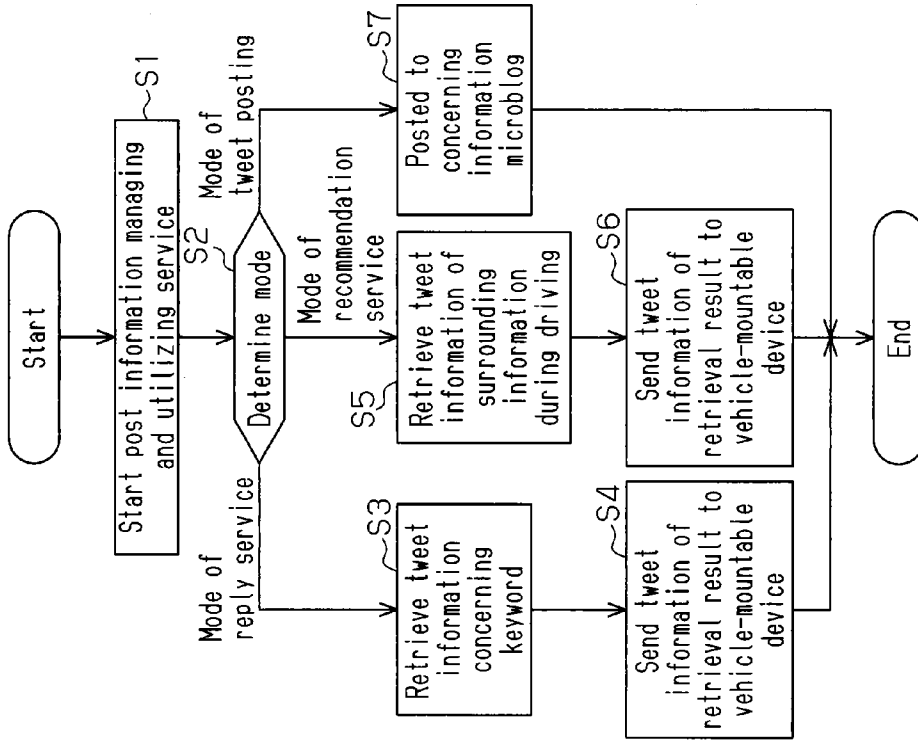 Start
S1
Start post information managing
and utilizing service
S2
Determine mode
Mode of
reply service
Mode of
recommendation
service
Mode of
tweet posting
S3
Retrieve tweet
information
concerning
keyword
S5
Retrieve tweet
information of
surrounding
information
during driving
S7
Posted to
concerning
information
microblog
S4
Send tweet
information of
retrieval result to
vehicle-mountable
device
S6
Send tweet
information of
retrieval result to
vehicle-mountable
device
End